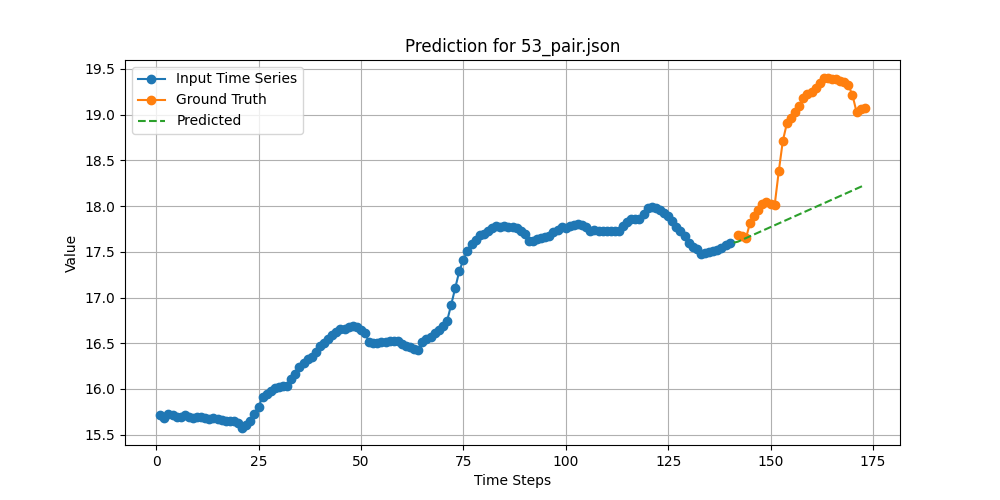 Prediction for 53_pair.json
Input Time Series
Ground Truth
Predicted
Value
19.5
19.0
18.5
18.0
17.5
17.0
16.5
16.0
15.5
0 25 50 75 100 125 150 175
Time Steps